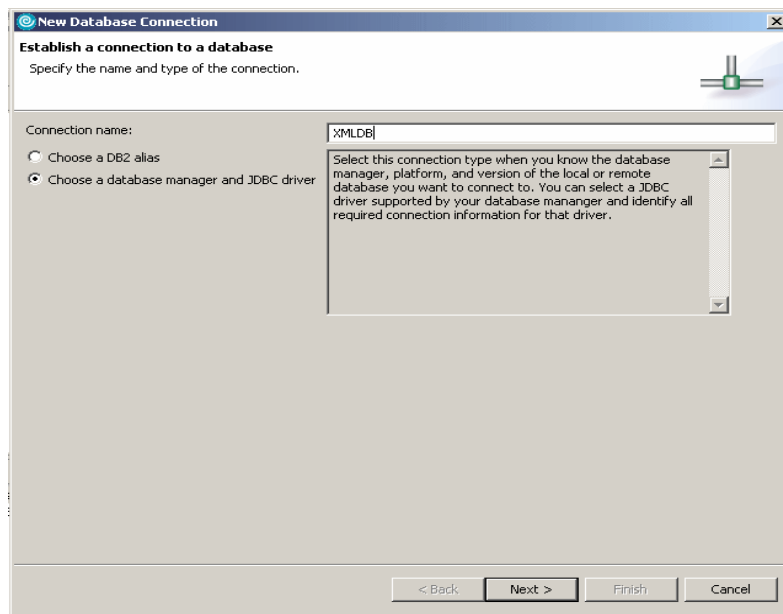 New Database Connection
Establish a connection to a database
Specify the name and type of the connection.
Connection name:
XMLDB
Choose a DB2 alias
Choose a database manager and JDBC driver
Select this connection type when you know the database
manager, platform, and version of the local or remote
database you want to connect to. You can select a JDBC
driver supported by your database mananger and identify all
required connection information for that driver.
< Back
Next >
Finish
Cancel